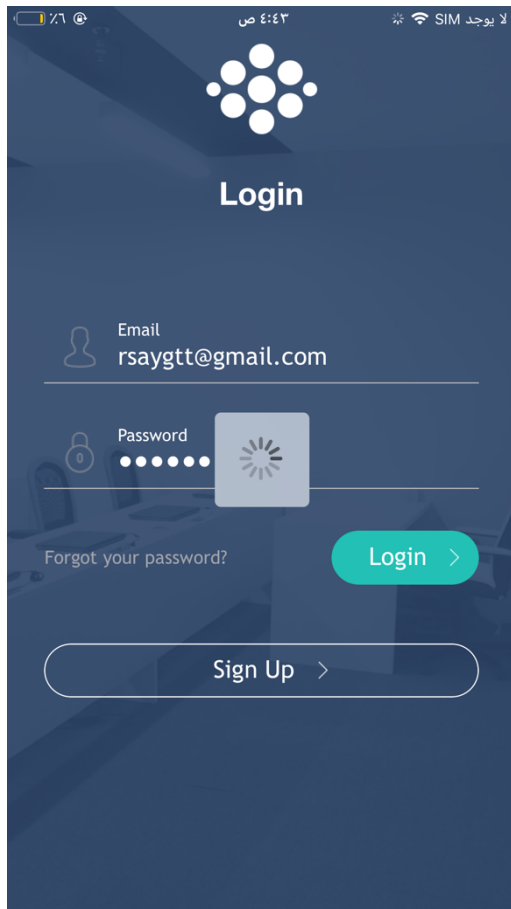 لا يوجد SIM ٤:٤٣ ص ٪٦
Login
Email
rsaygtt@gmail.com
Password
Forgot your password?
Login
Sign Up